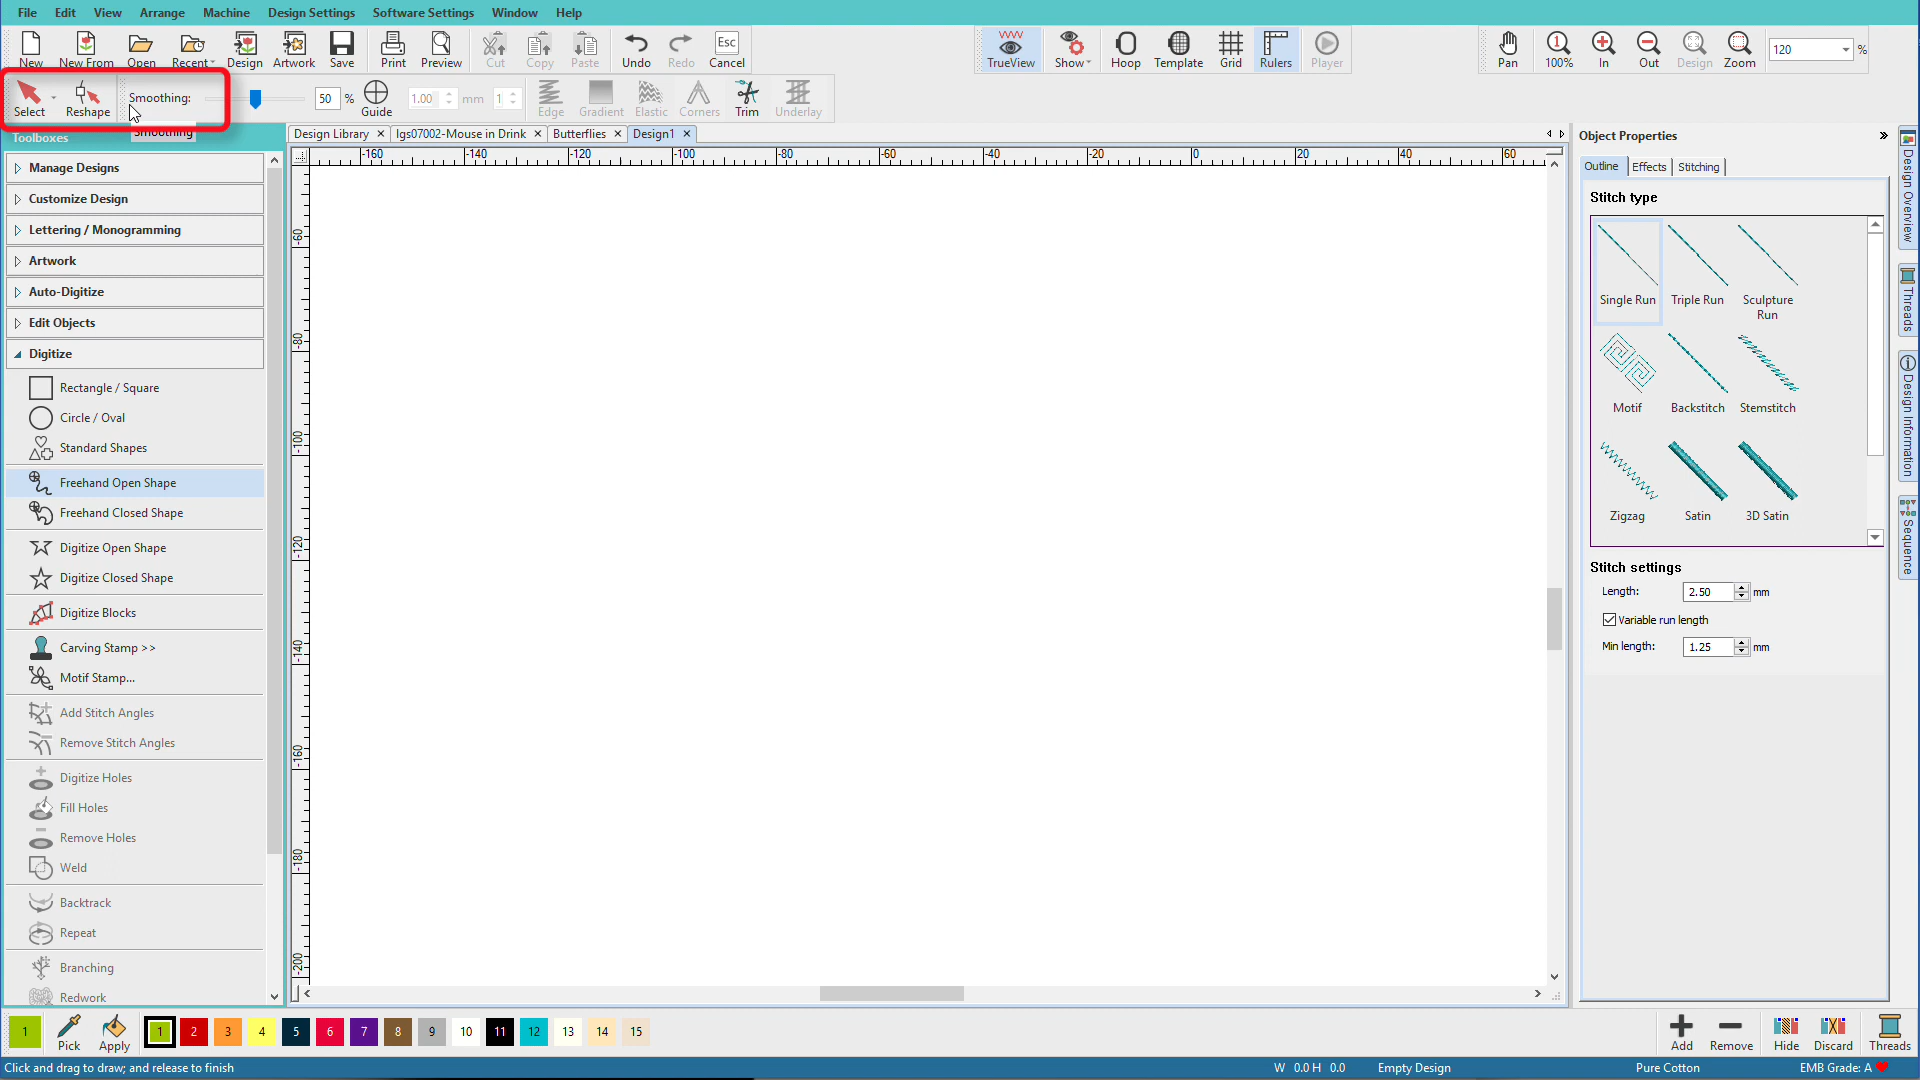 File Edit View Arrange Machine Design Settings Software Settings Window Help
New New From Open Recent Design Artwork Save Print Preview Cut Copy Paste Undo Redo Esc Cancel TrueView Show Hoop Template Grid Rulers Player Pan 1 100% In Out Design Zoom 120 %
Select Reshape Smoothing: 50 % Guide 1.00 mm 1 Edge Gradient Elastic Corners Trim Underlay
Smoothing
Toolboxes
Design Library × lgs07002-Mouse in Drink × Butterflies × Design1 ×
-160 -140 -120 -100 -80 -60 -40 -20 0 20 40 60
-60
-80
-100
-120
-140
-160
-180
-200
Manage Designs
Customize Design
Lettering / Monogramming
Artwork
Auto-Digitize
Edit Objects
Digitize
Rectangle / Square
Circle / Oval
Standard Shapes
Freehand Open Shape
Freehand Closed Shape
Digitize Open Shape
Digitize Closed Shape
Digitize Blocks
Carving Stamp >>
Motif Stamp...
Add Stitch Angles
Remove Stitch Angles
Digitize Holes
Fill Holes
Remove Holes
Weld
Backtrack
Repeat
Branching
Redwork
Object Properties
Outline Effects Stitching
Stitch type
Single Run Triple Run Sculpture Run
Motif Backstitch Stemstitch
Zigzag Satin 3D Satin
Stitch settings
Length: 2.50 mm
Variable run length
Min length: 1.25 mm
Design Overview
Threads
Design Information
Sequence
1 Pick Apply 1 2 3 4 5 6 7 8 9 10 11 12 13 14 15 Add Remove Hide Discard Threads
Click and drag to draw; and release to finish W 0.0 H 0.0 Empty Design Pure Cotton EMB Grade: A